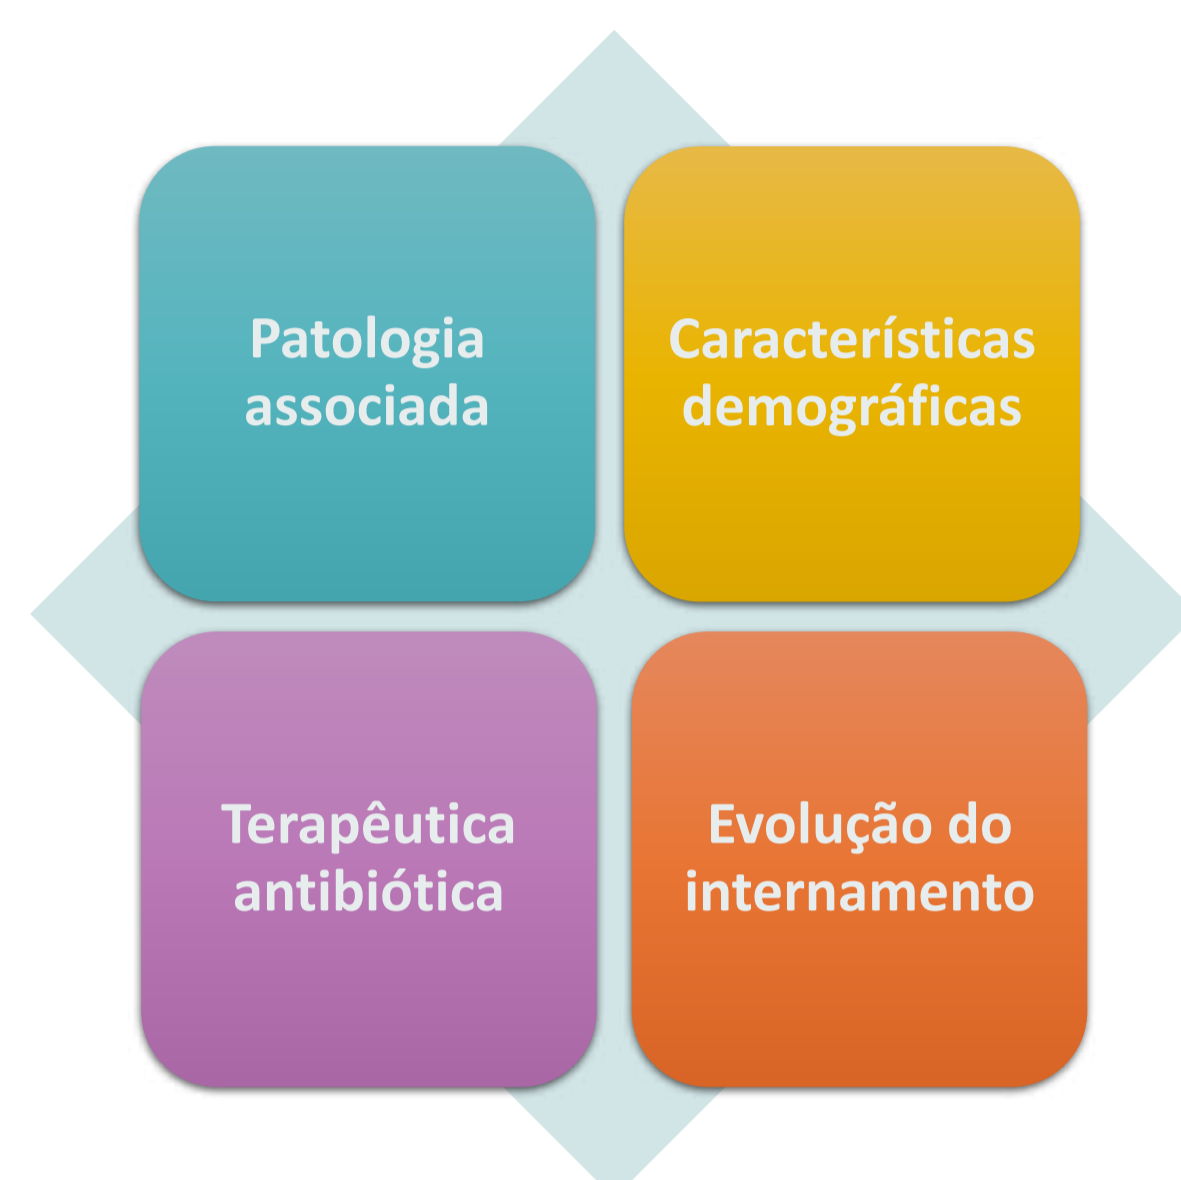 Patologia
associada
Características
demográficas
Terapêutica
antibiótica
Evolução do
internamento